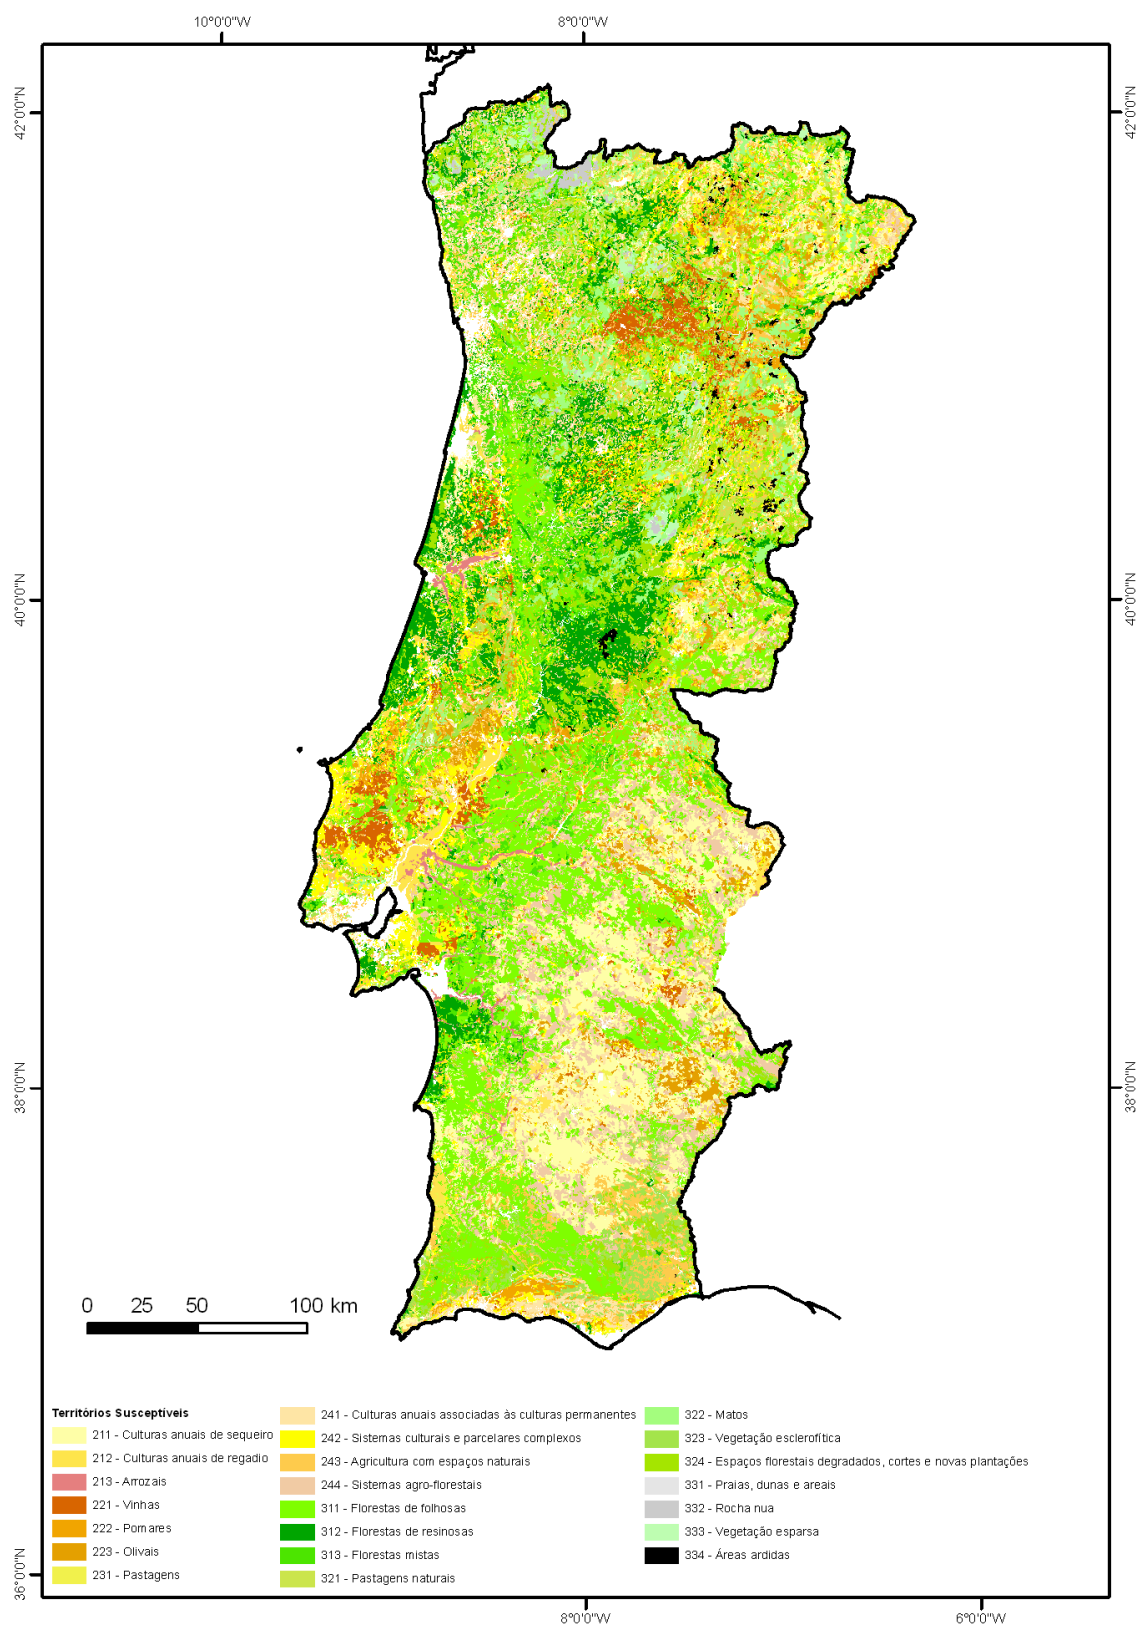 10°0'0"W
8°0'0"W
42°0'0"N
42°0'0"N
40°0'0"N
40°0'0"N
38°0'0"N
38°0'0"N
0 25 50 100 km
Territórios Susceptíveis
211 - Culturas anuais de sequeiro
212 - Culturas anuais de regadio
213 - Arrozais
221 - Vinhas
222 - Pomares
223 - Olivais
231 - Pastagens
241 - Culturas anuais associadas às culturas permanentes
242 - Sistemas culturais e parcelares complexos
243 - Agricultura com espaços naturais
244 - Sistemas agro-florestais
311 - Florestas de folhosas
312 - Florestas de resinosas
313 - Florestas mistas
321 - Pastagens naturais
322 - Matos
323 - Vegetação esclerofítica
324 - Espaços florestais degradados, cortes e novas plantações
331 - Praias, dunas e areais
332 - Rocha nua
333 - Vegetação esparsa
334 - Áreas ardidas
36°0'0"N
8°0'0"W
6°0'0"W